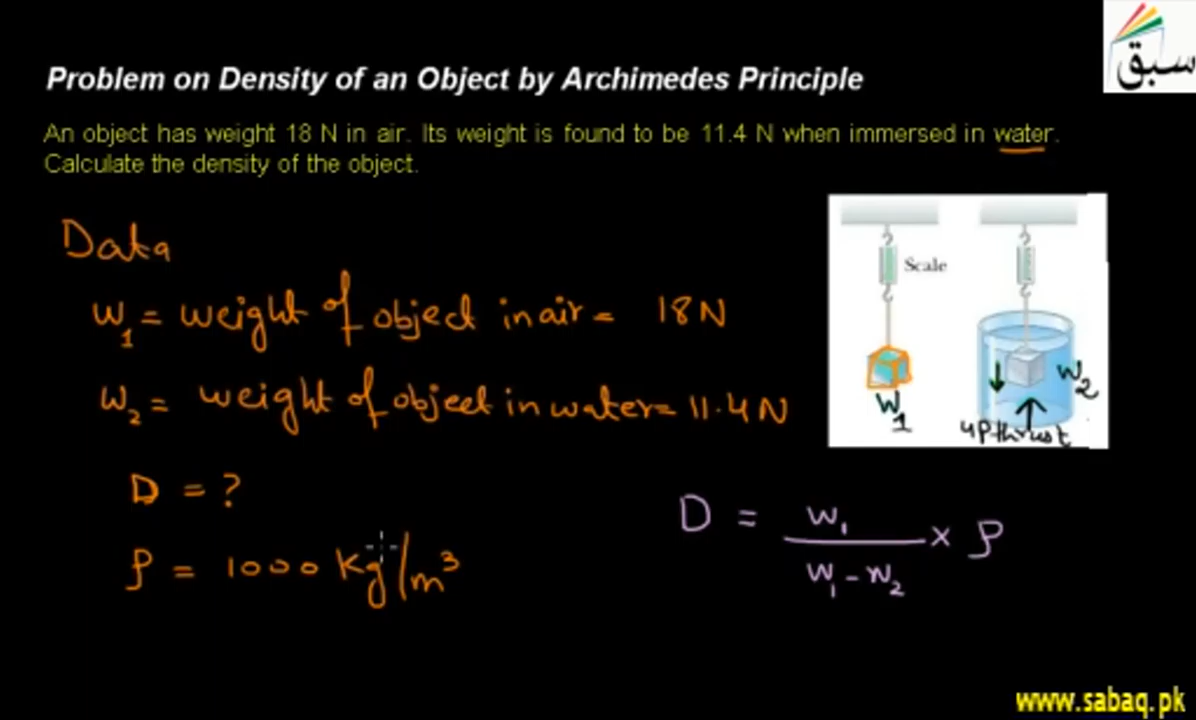 سبق
Problem on Density of an Object by Archimedes Principle
An object has weight 18 N in air. Its weight is found to be 11.4 N when immersed in water.
Calculate the density of the object.
Data
w₁ = weight of object in air = 18N
w₂ = weight of object in water = 11.4N
D = ?
ρ = 1000 Kg/m³
Scale
W₁
W₂
upthrust
D = w₁ / w₁ - w₂ × ρ
www.sabaq.pk